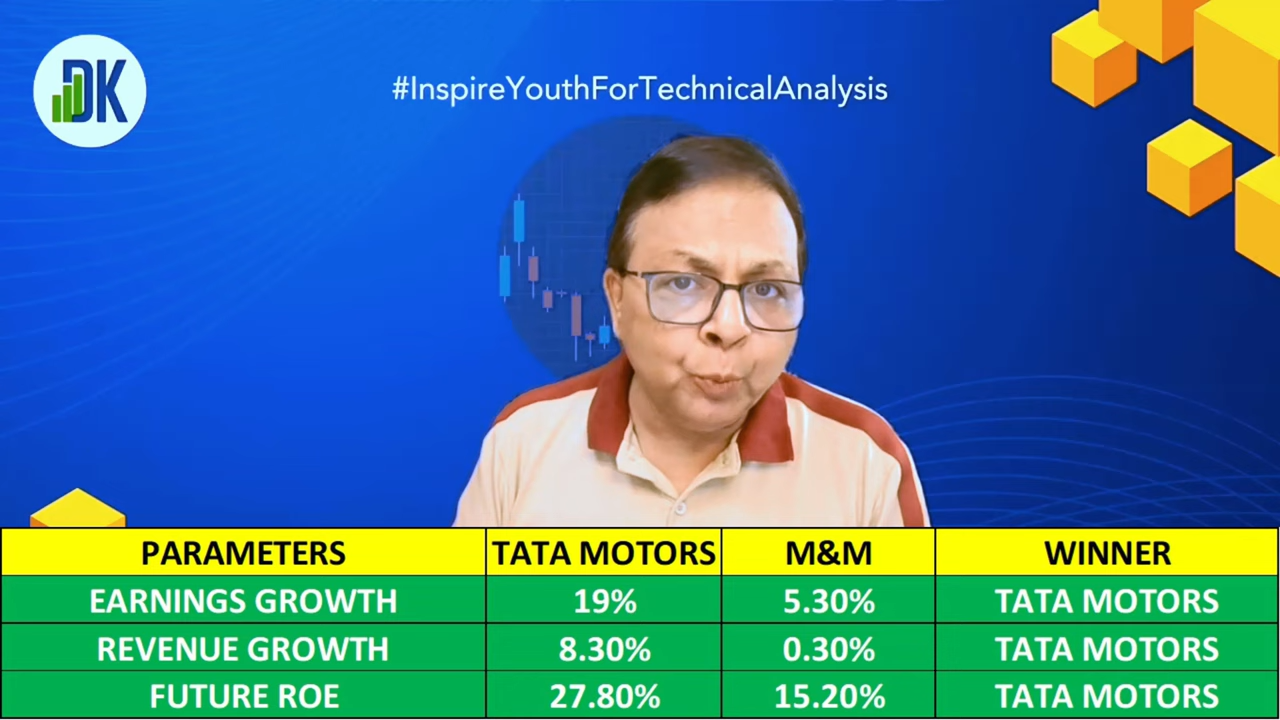 DK
#InspireYouthForTechnicalAnalysis
PARAMETERS TATA MOTORS M&M WINNER
EARNINGS GROWTH 19% 5.30% TATA MOTORS
REVENUE GROWTH 8.30% 0.30% TATA MOTORS
FUTURE ROE 27.80% 15.20% TATA MOTORS